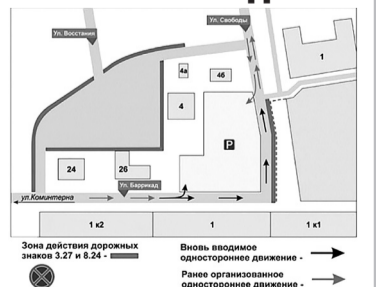 Ул. Свободы
Ул. Восстания
1
4а
4б
4
P
24
26
Ул. Баррикад
ул.Коминтерна
1 к2
1
1 к1
Зона действия дорожных
знаков 3.27 и 8.24 -
Вновь вводимое
одностороннее движение -
Ранее организованное
одностороннее движение -